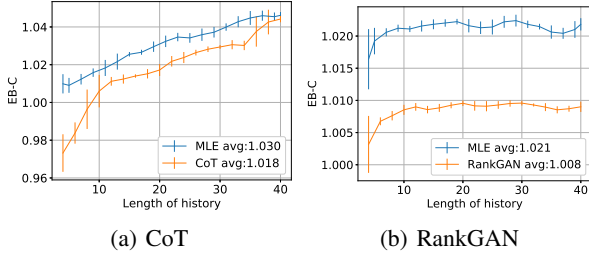 1.04
1.02
1.00
0.98
0.96
EB-C
MLE avg:1.030
CoT avg:1.018
10 20 30 40
Length of history
(a) CoT
1.020
1.015
1.010
1.005
1.000
EB-C
MLE avg:1.021
RankGAN avg:1.008
10 20 30 40
Length of history
(b) RankGAN